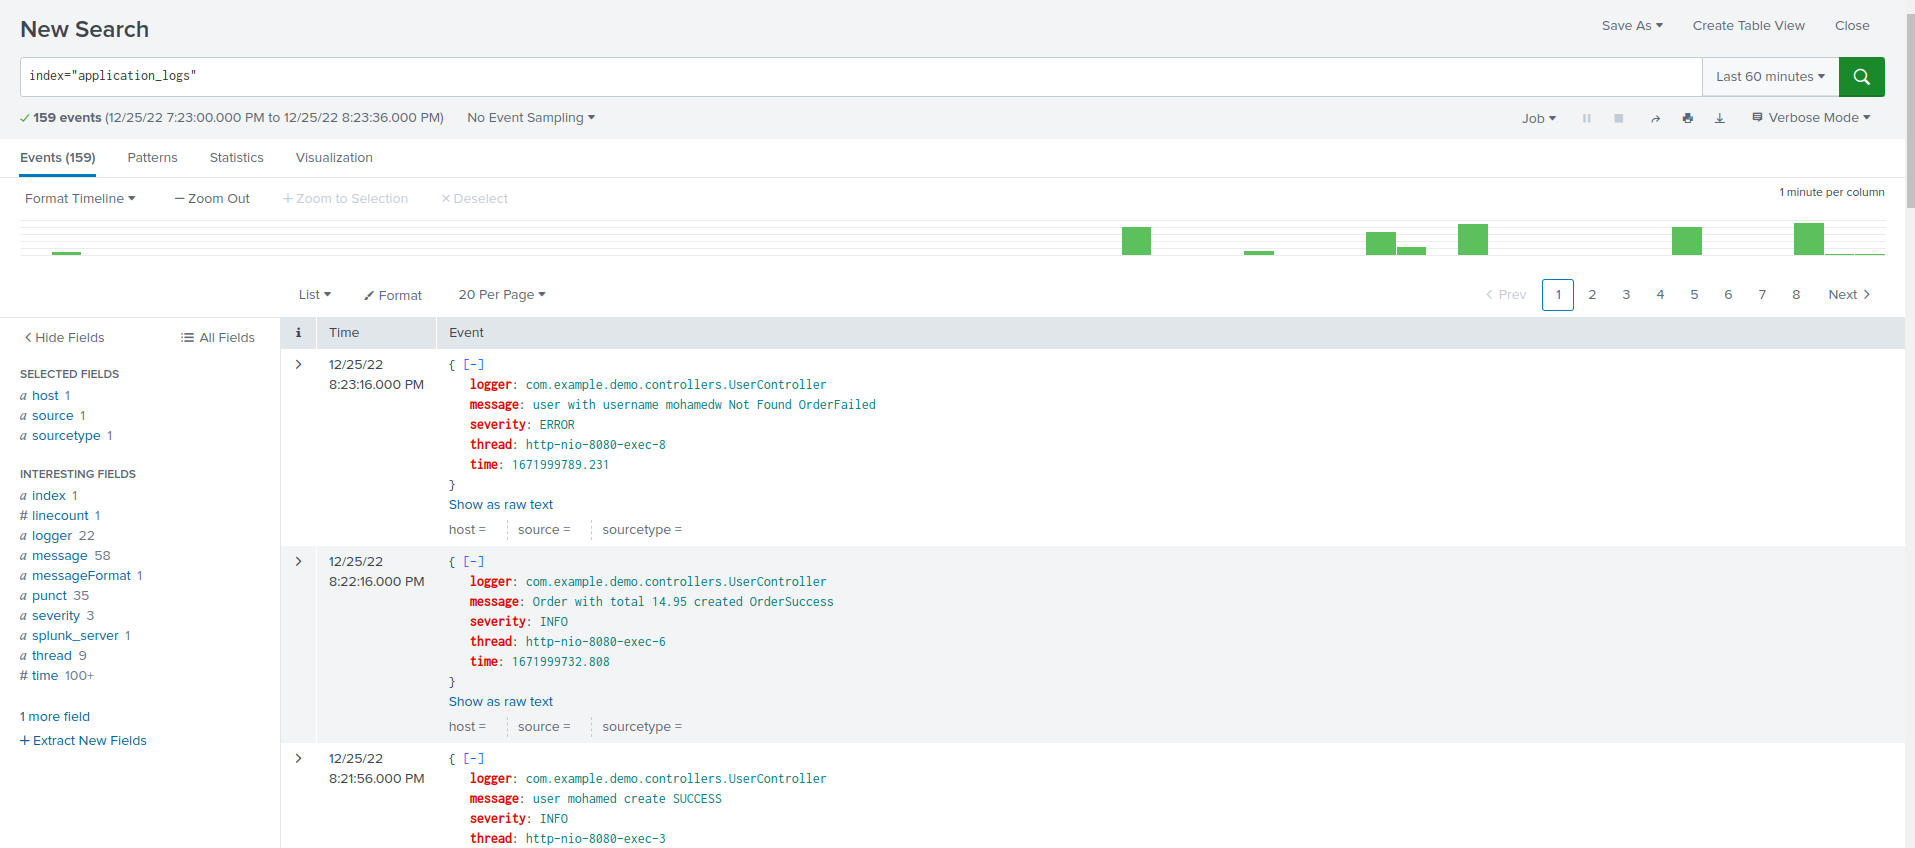 New Search
Save As
Create Table View
Close
index="application_logs"
Last 60 minutes
159 events (12/25/22 7:23:00.000 PM to 12/25/22 8:23:36.000 PM)
No Event Sampling
Job
Verbose Mode
Events (159)
Patterns
Statistics
Visualization
Format Timeline
Zoom Out
Zoom to Selection
Deselect
1 minute per column
List
Format
20 Per Page
Prev
1
2
3
4
5
6
7
8
Next
Hide Fields
All Fields
i
Time
Event
SELECTED FIELDS
a host 1
a source 1
a sourcetype 1
INTERESTING FIELDS
a index 1
# linecount 1
a logger 22
a message 58
a messageFormat 1
a punct 35
a severity 3
a splunk_server 1
a thread 9
# time 100+
1 more field
+ Extract New Fields
12/25/22
8:23:16.000 PM
{ [-]
logger: com.example.demo.controllers.UserController
message: user with username mohamedw Not Found OrderFailed
severity: ERROR
thread: http-nio-8080-exec-8
time: 1671999789.231
}
Show as raw text
host =
source =
sourcetype =
12/25/22
8:22:16.000 PM
{ [-]
logger: com.example.demo.controllers.UserController
message: Order with total 14.95 created OrderSuccess
severity: INFO
thread: http-nio-8080-exec-6
time: 1671999732.808
}
Show as raw text
host =
source =
sourcetype =
12/25/22
8:21:56.000 PM
{ [-]
logger: com.example.demo.controllers.UserController
message: user mohamed create SUCCESS
severity: INFO
thread: http-nio-8080-exec-3